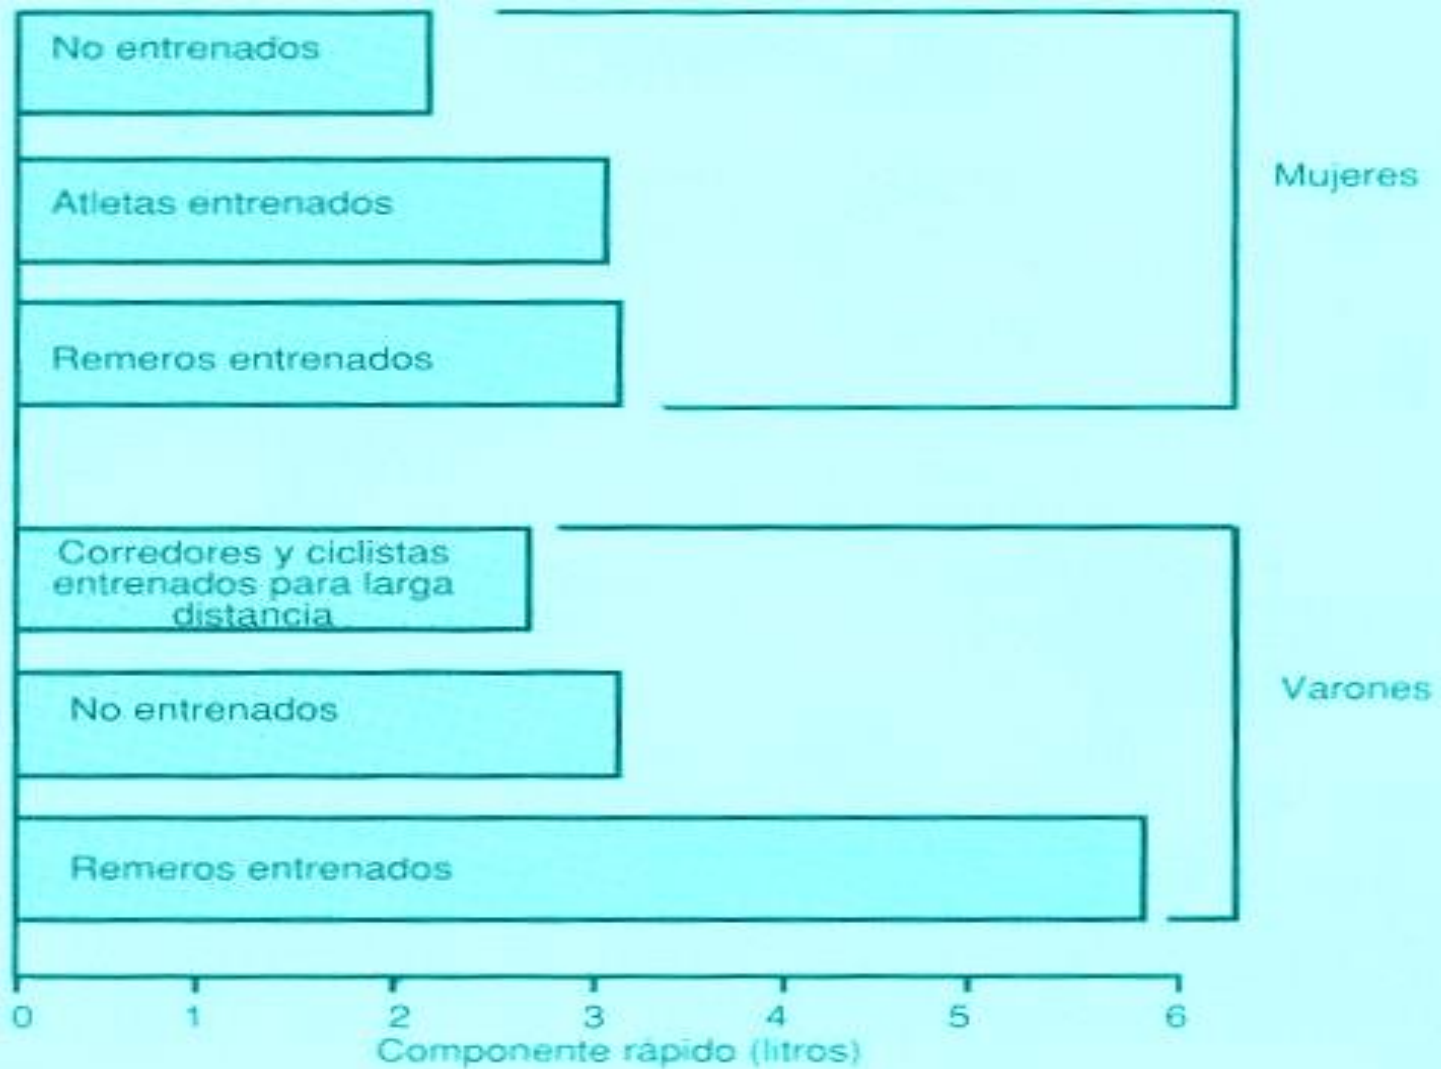 No entrenados
Atletas entrenados
Mujeres
Remeros entrenados
Corredores y ciclistas
entrenados para larga
distancia
No entrenados
Varones
Remeros entrenados
0 1 2 3 4 5 6
Componente rápido (litros)